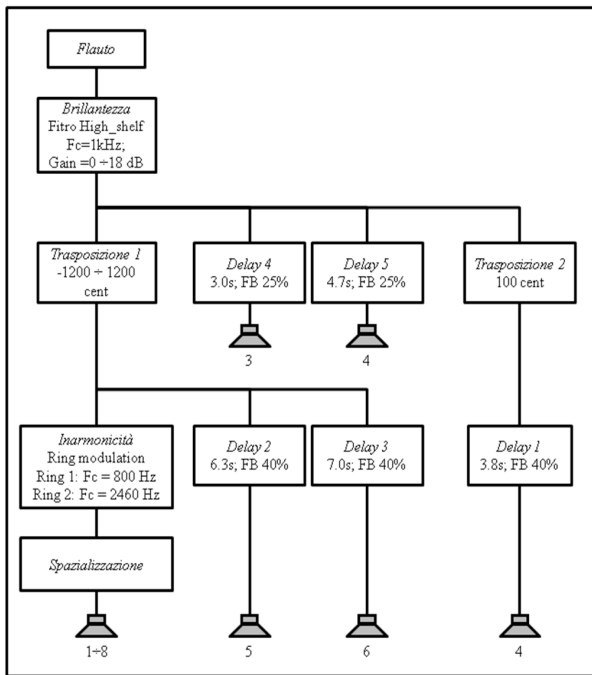 Flauto
Brillantezza
Fitro High_shelf
Fc=1kHz;
Gain =0 ÷18 dB
Trasposizione 1
-1200 ÷ 1200
cent
Delay 4
3.0s; FB 25%
Delay 5
4.7s; FB 25%
Trasposizione 2
100 cent
3
4
Inarmonicità
Ring modulation
Ring 1: Fc = 800 Hz
Ring 2: Fc = 2460 Hz
Delay 2
6.3s; FB 40%
Delay 3
7.0s; FB 40%
Delay 1
3.8s; FB 40%
Spazializzazione
1÷8
5
6
4